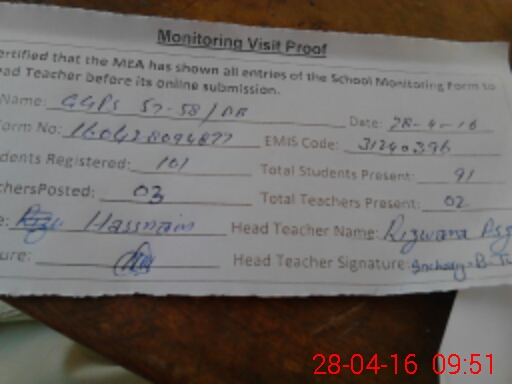 Monitoring Visit Proof
ertified that the MEA has shown all entries of the School Monitoring Form to
ad Teacher before its online submission.
Name: GGPS 57-58/DB Date: 28-4-16
orm No: 160428094877 EMIS Code: 31240396
dents Registered: 101 Total Students Present: 91
chersPosted: 03 Total Teachers Present: 02
e: Hassnain Head Teacher Name: Rizwana
ure: Head Teacher Signature: Incharg
28-04-16 09:51